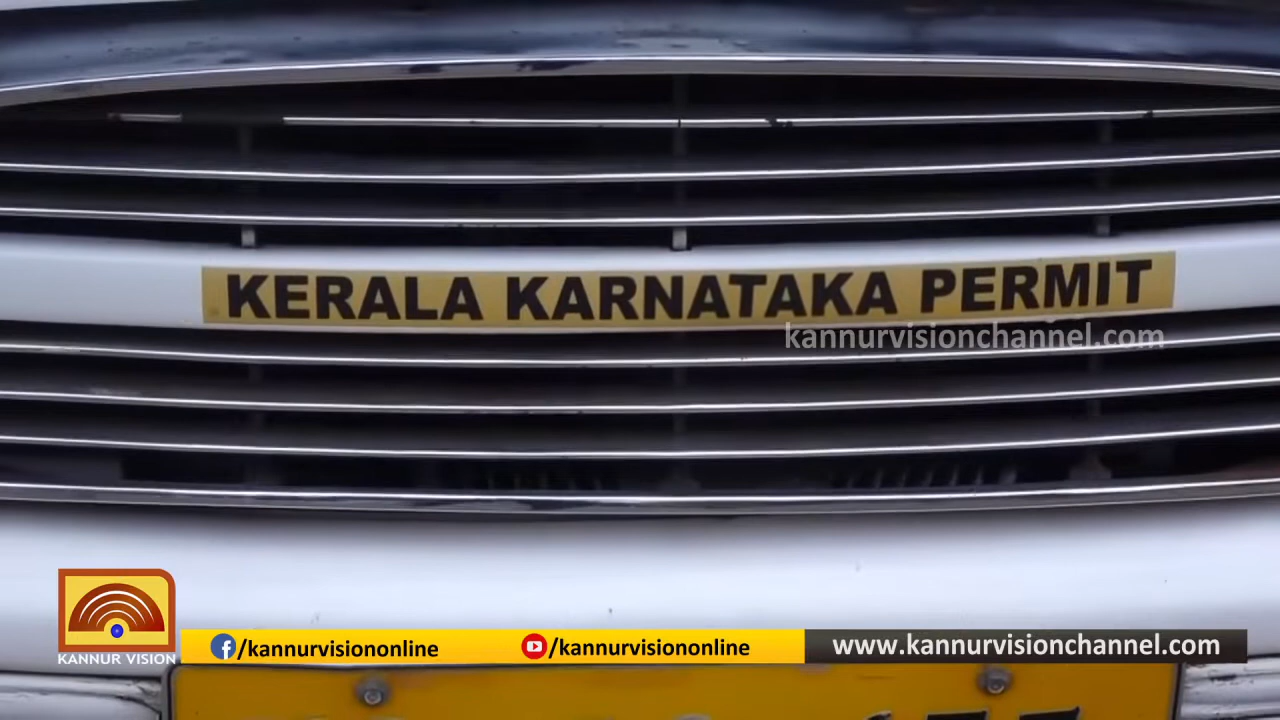 KERALA KARNATAKA PERMIT
kannurvisionchannel.com
KANNUR VISION
/kannurvisiononline
/kannurvisiononline
www.kannurvisionchannel.com